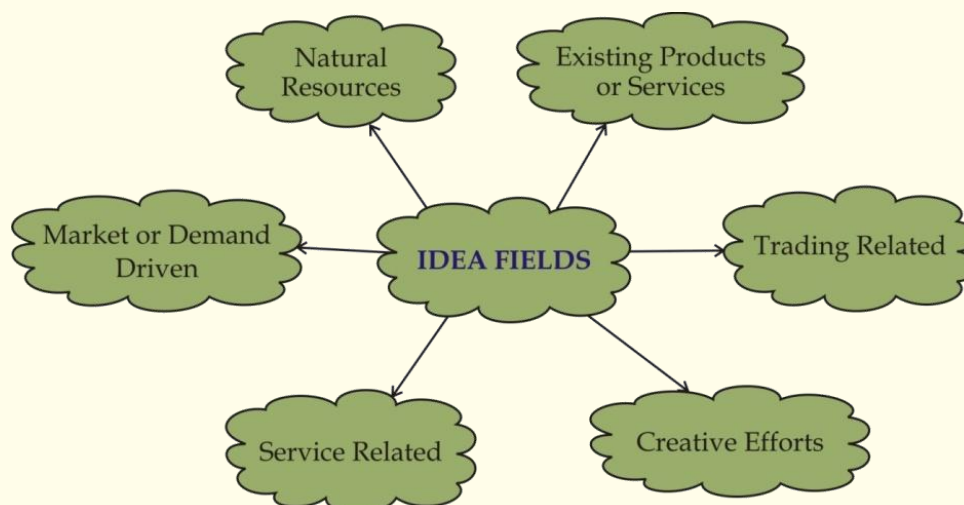 Natural
Resources
Existing Products
or Services
Market or Demand
Driven
IDEA FIELDS
Trading Related
Service Related
Creative Efforts